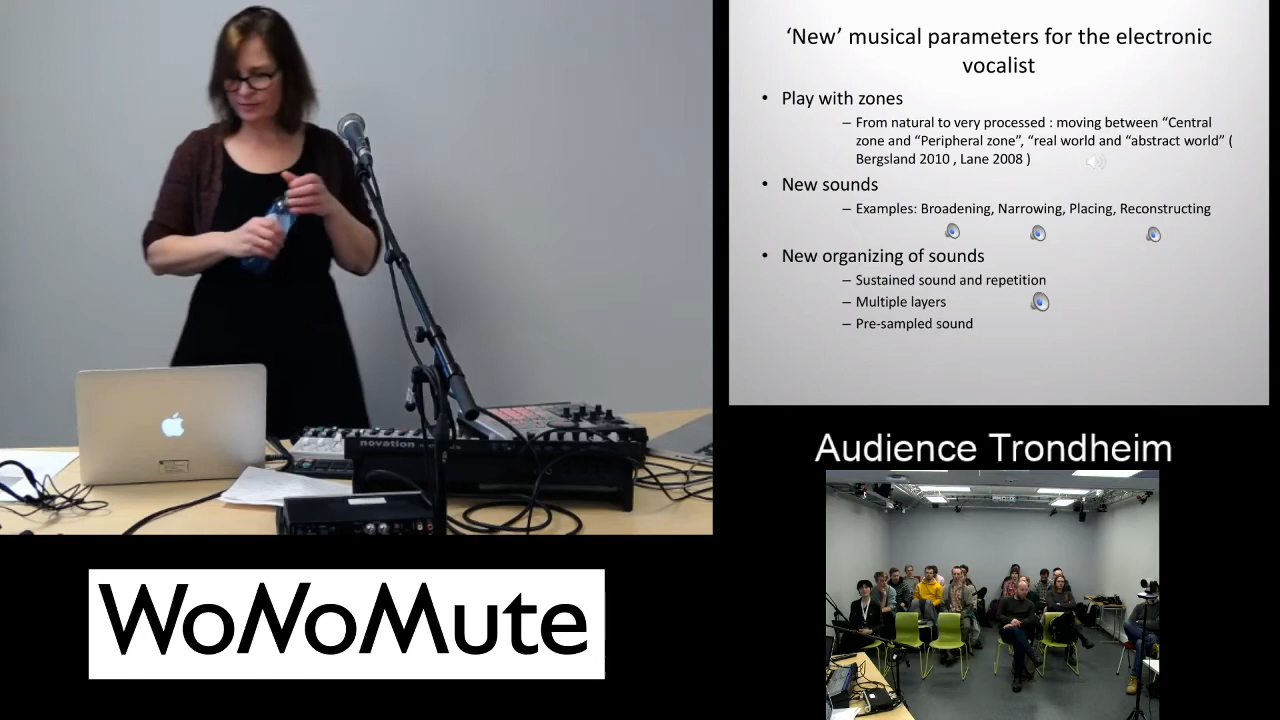 ‘New’ musical parameters for the electronic
vocalist
• Play with zones
– From natural to very processed : moving between “Central
zone and “Peripheral zone”, “real world and “abstract world” (
Bergsland 2010 , Lane 2008 )
• New sounds
– Examples: Broadening, Narrowing, Placing, Reconstructing
• New organizing of sounds
– Sustained sound and repetition
– Multiple layers
– Pre-sampled sound
novation
Audience Trondheim
WoNoMute